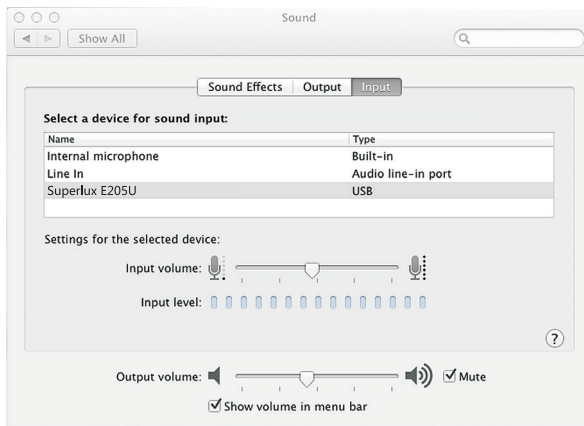 Sound
Show All
Sound Effects Output Input
Select a device for sound input:
Name Type
Internal microphone Built-in
Line In Audio line-in port
Superlux E205U USB
Settings for the selected device:
Input volume:
Input level:
?
Output volume: Mute
Show volume in menu bar